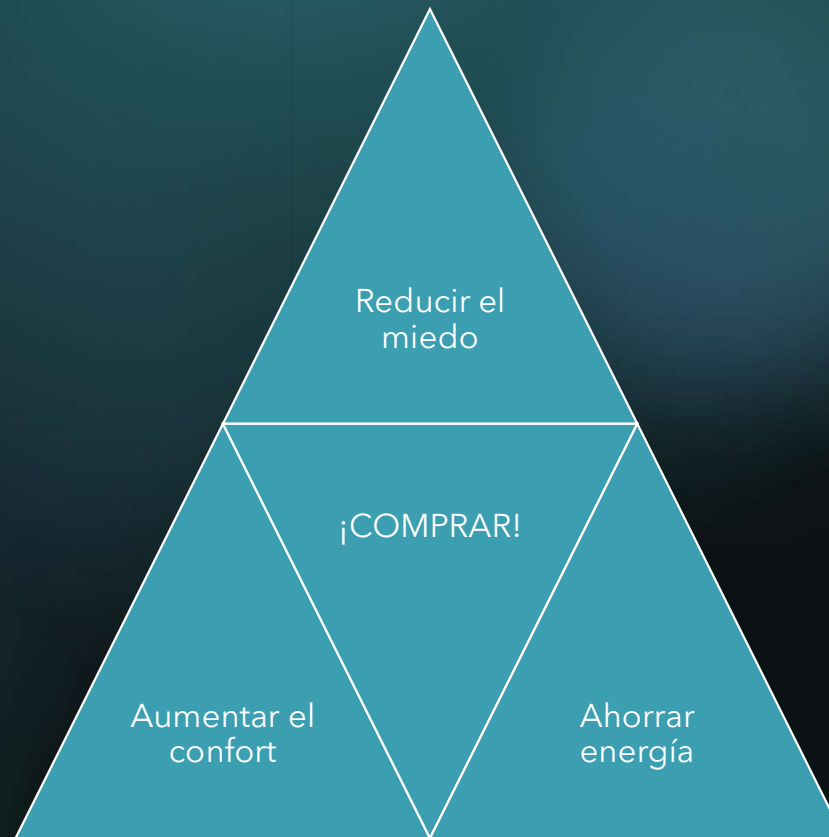 Reducir el
miedo
¡COMPRAR!
Aumentar el
confort
Ahorrar
energía